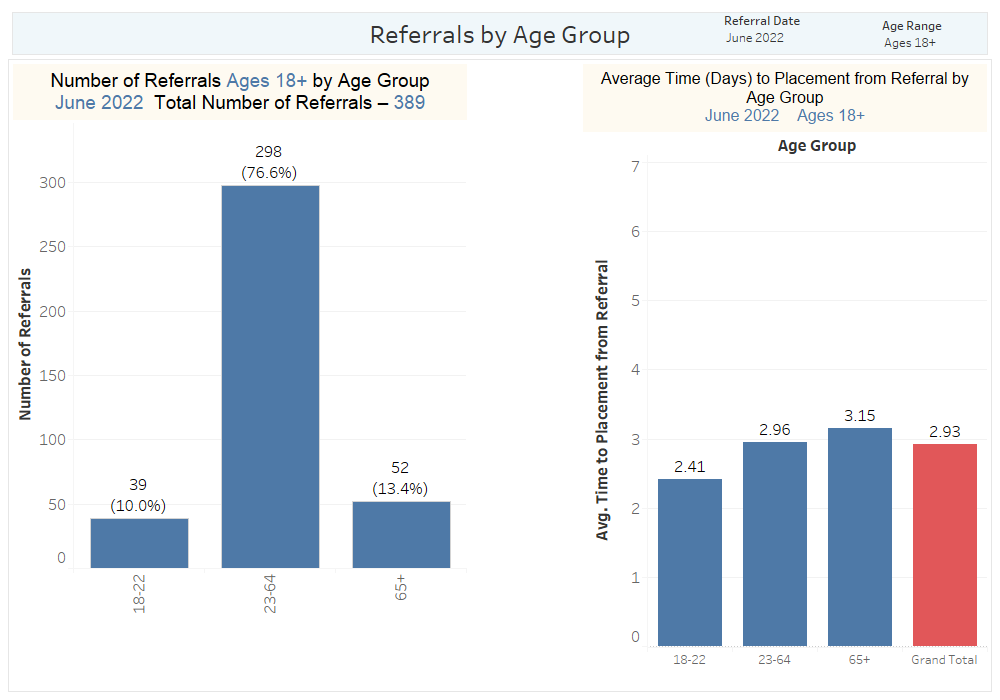 Referrals by Age Group
Referral Date
June 2022
Age Range
Ages 18+
Number of Referrals Ages 18+ by Age Group
June 2022 Total Number of Referrals – 389
Number of Referrals
300
250
200
150
100
50
0
39
(10.0%)
298
(76.6%)
52
(13.4%)
18-22
23-64
65+
Average Time (Days) to Placement from Referral by
Age Group
June 2022 Ages 18+
Age Group
Avg. Time to Placement from Referral
7
6
5
4
3
2
1
0
2.41
2.96
3.15
2.93
18-22
23-64
65+
Grand Total